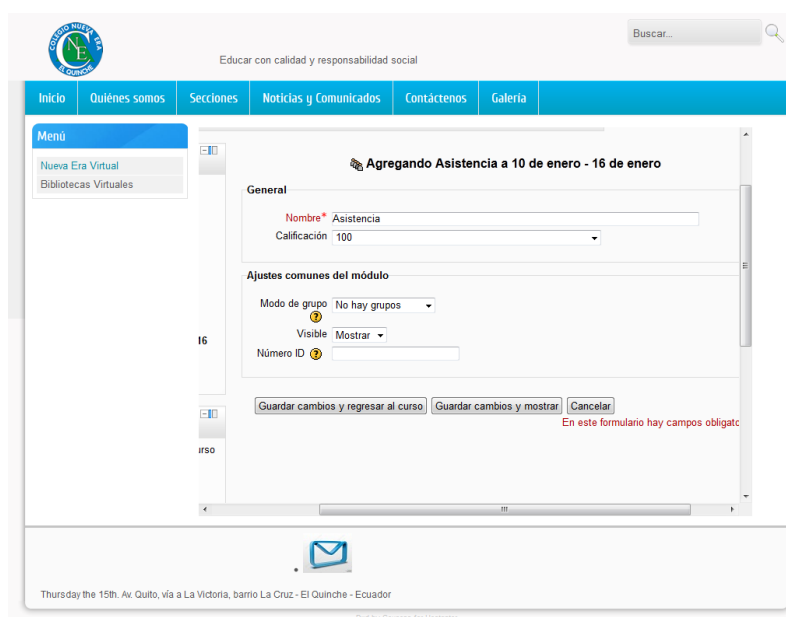 COLEGIO NUEVA ERA
NE
EL QUINCHE
Buscar...
Educar con calidad y responsabilidad social
Inicio Quiénes somos Secciones Noticias y Comunicados Contáctenos Galería
Menú
Nueva Era Virtual
Bibliotecas Virtuales
Agregando Asistencia a 10 de enero - 16 de enero
General
Nombre* Asistencia
Calificación 100
Ajustes comunes del módulo
Modo de grupo No hay grupos
Visible Mostrar
16
Número ID
Guardar cambios y regresar al curso Guardar cambios y mostrar Cancelar
En este formulario hay campos obligato
urso
Thursday the 15th. Av. Quito, vía a La Victoria, barrio La Cruz - El Quinche - Ecuador